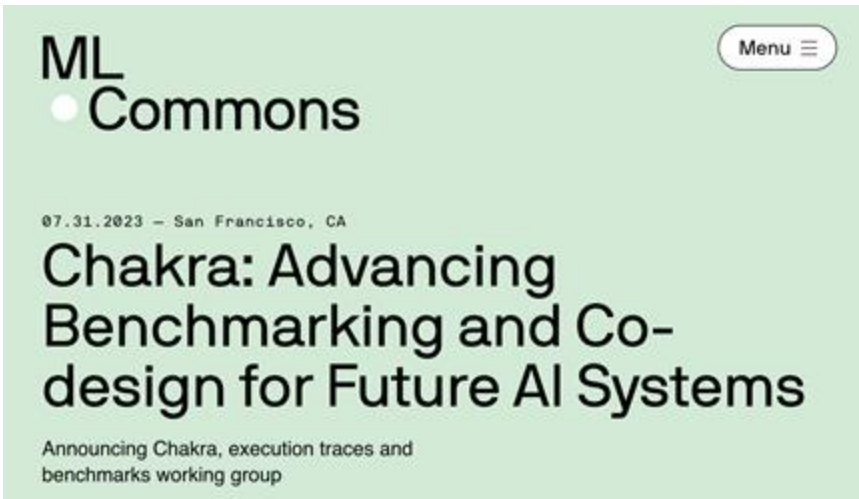 ML
Commons
Menu
07.31.2023 — San Francisco, CA
Chakra: Advancing
Benchmarking and Co-
design for Future AI Systems
Announcing Chakra, execution traces and
benchmarks working group